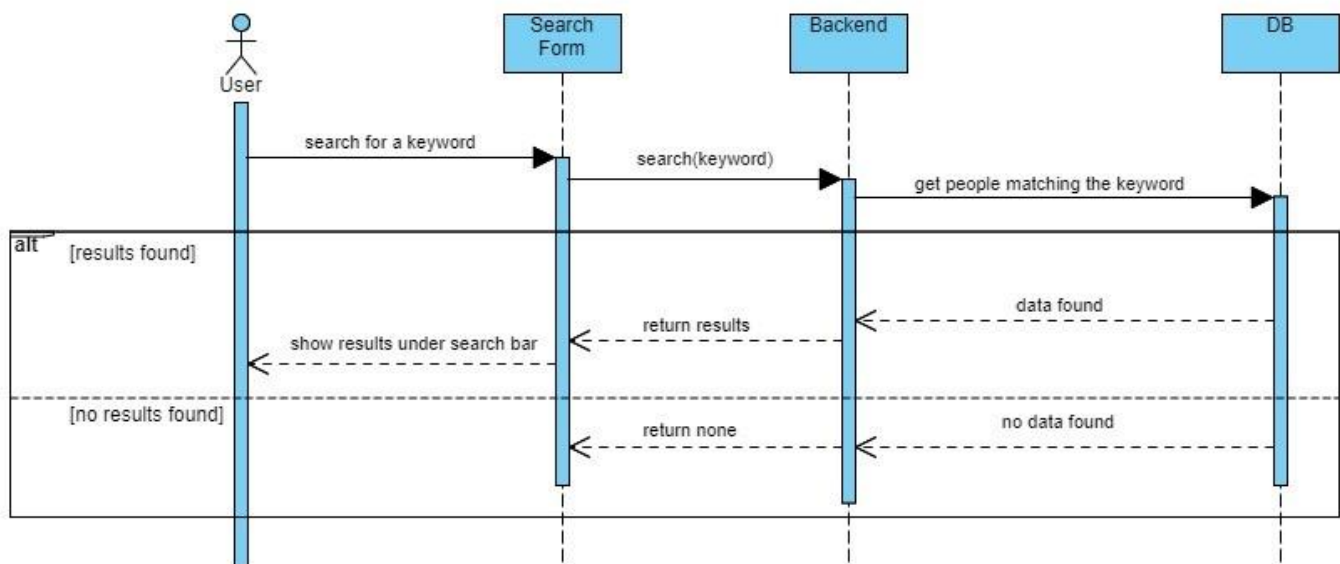 Search
Form
Backend
DB
User
search for a keyword
search(keyword)
get people matching the keyword
alt
[results found]
data found
return results
show results under search bar
[no results found]
no data found
return none